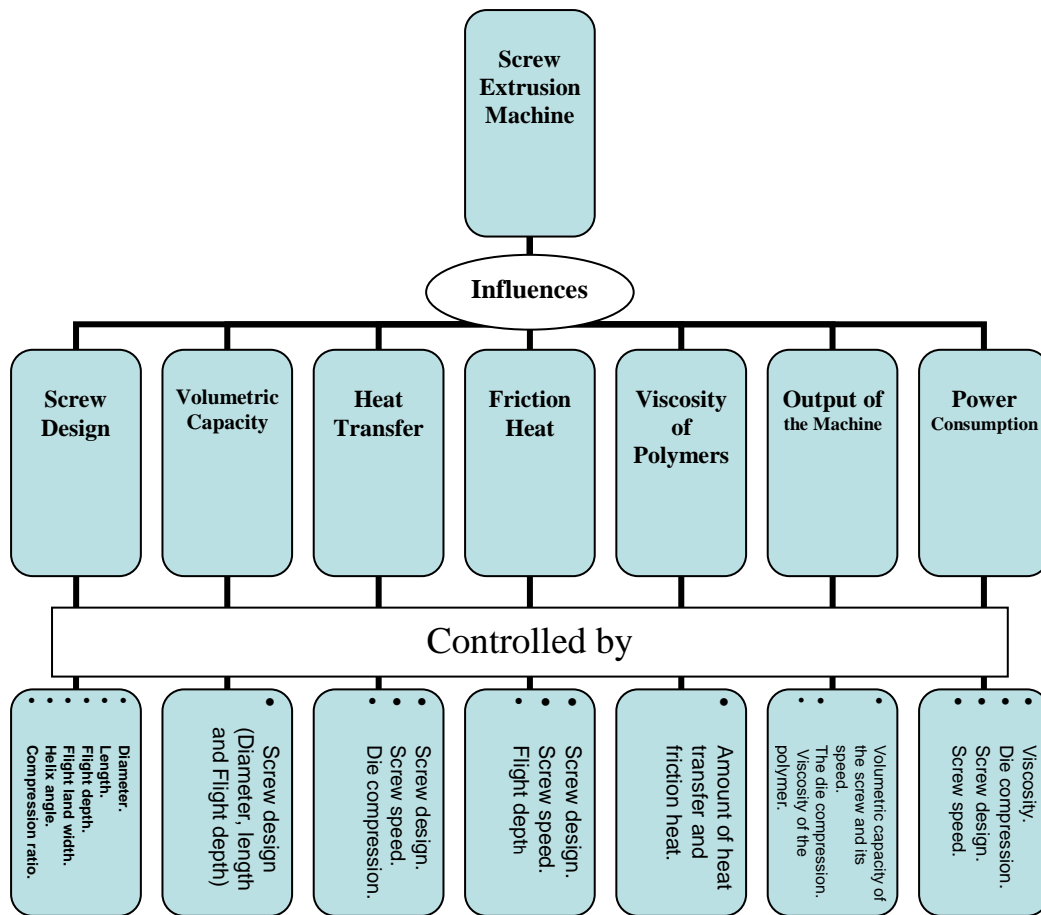 Screw
Extrusion
Machine
Influences
Screw
Design
Volumetric
Capacity
Heat
Transfer
Friction
Heat
Viscosity
of
Polymers
Output of
the Machine
Power
Consumption
Controlled by
• Diameter.
• Length.
• Flight depth.
• Flight land width.
• Helix angle.
• Compression ratio.
• Screw design
(Diameter, length
and Flight depth)
• Screw design.
• Screw speed.
• Die compression.
• Screw design.
• Screw speed.
• Flight depth
• Amount of heat
transfer and
friction heat.
• Volumetric capacity of
the screw and its
speed.
• The die compression.
• Viscosity of the
polymer.
• Viscosity.
• Die compression.
• Screw design.
• Screw speed.